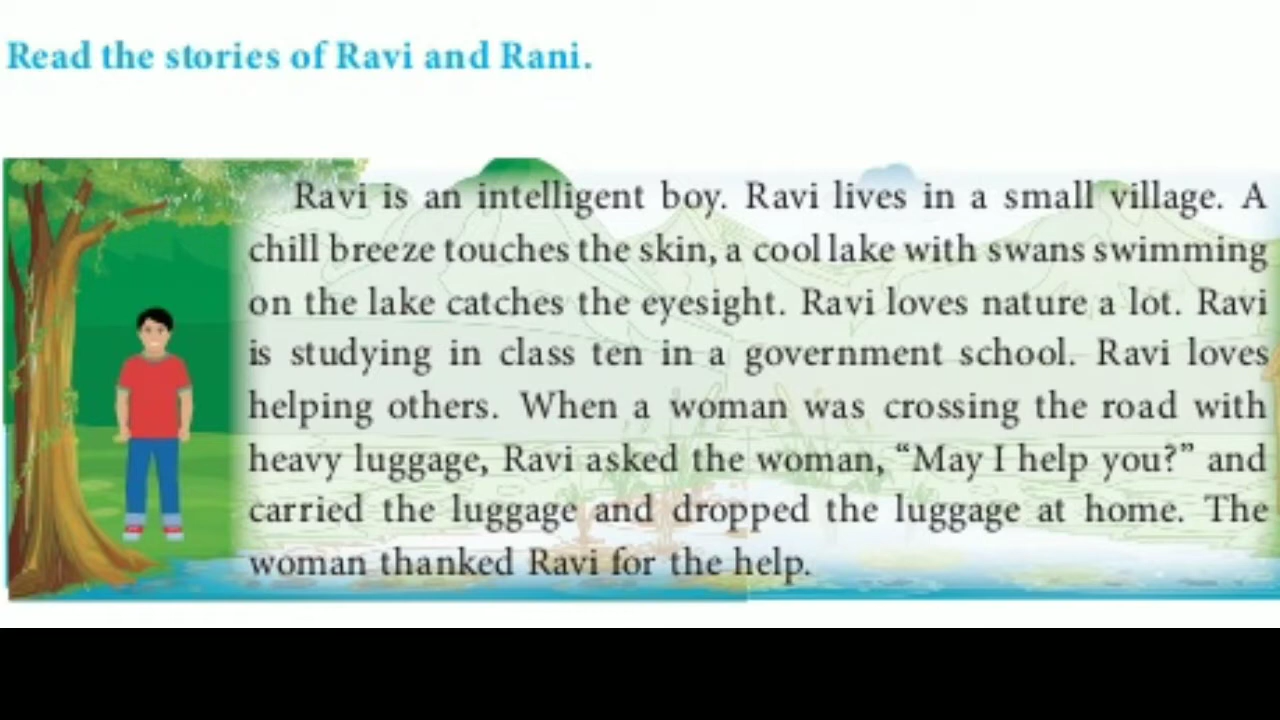 Read the stories of Ravi and Rani.
Ravi is an intelligent boy. Ravi lives in a small village. A
chill breeze touches the skin, a cool lake with swans swimming
on the lake catches the eyesight. Ravi loves nature a lot. Ravi
is studying in class ten in a government school. Ravi loves
helping others. When a woman was crossing the road with
heavy luggage, Ravi asked the woman, “May I help you?” and
carried the luggage and dropped the luggage at home. The
woman thanked Ravi for the help.